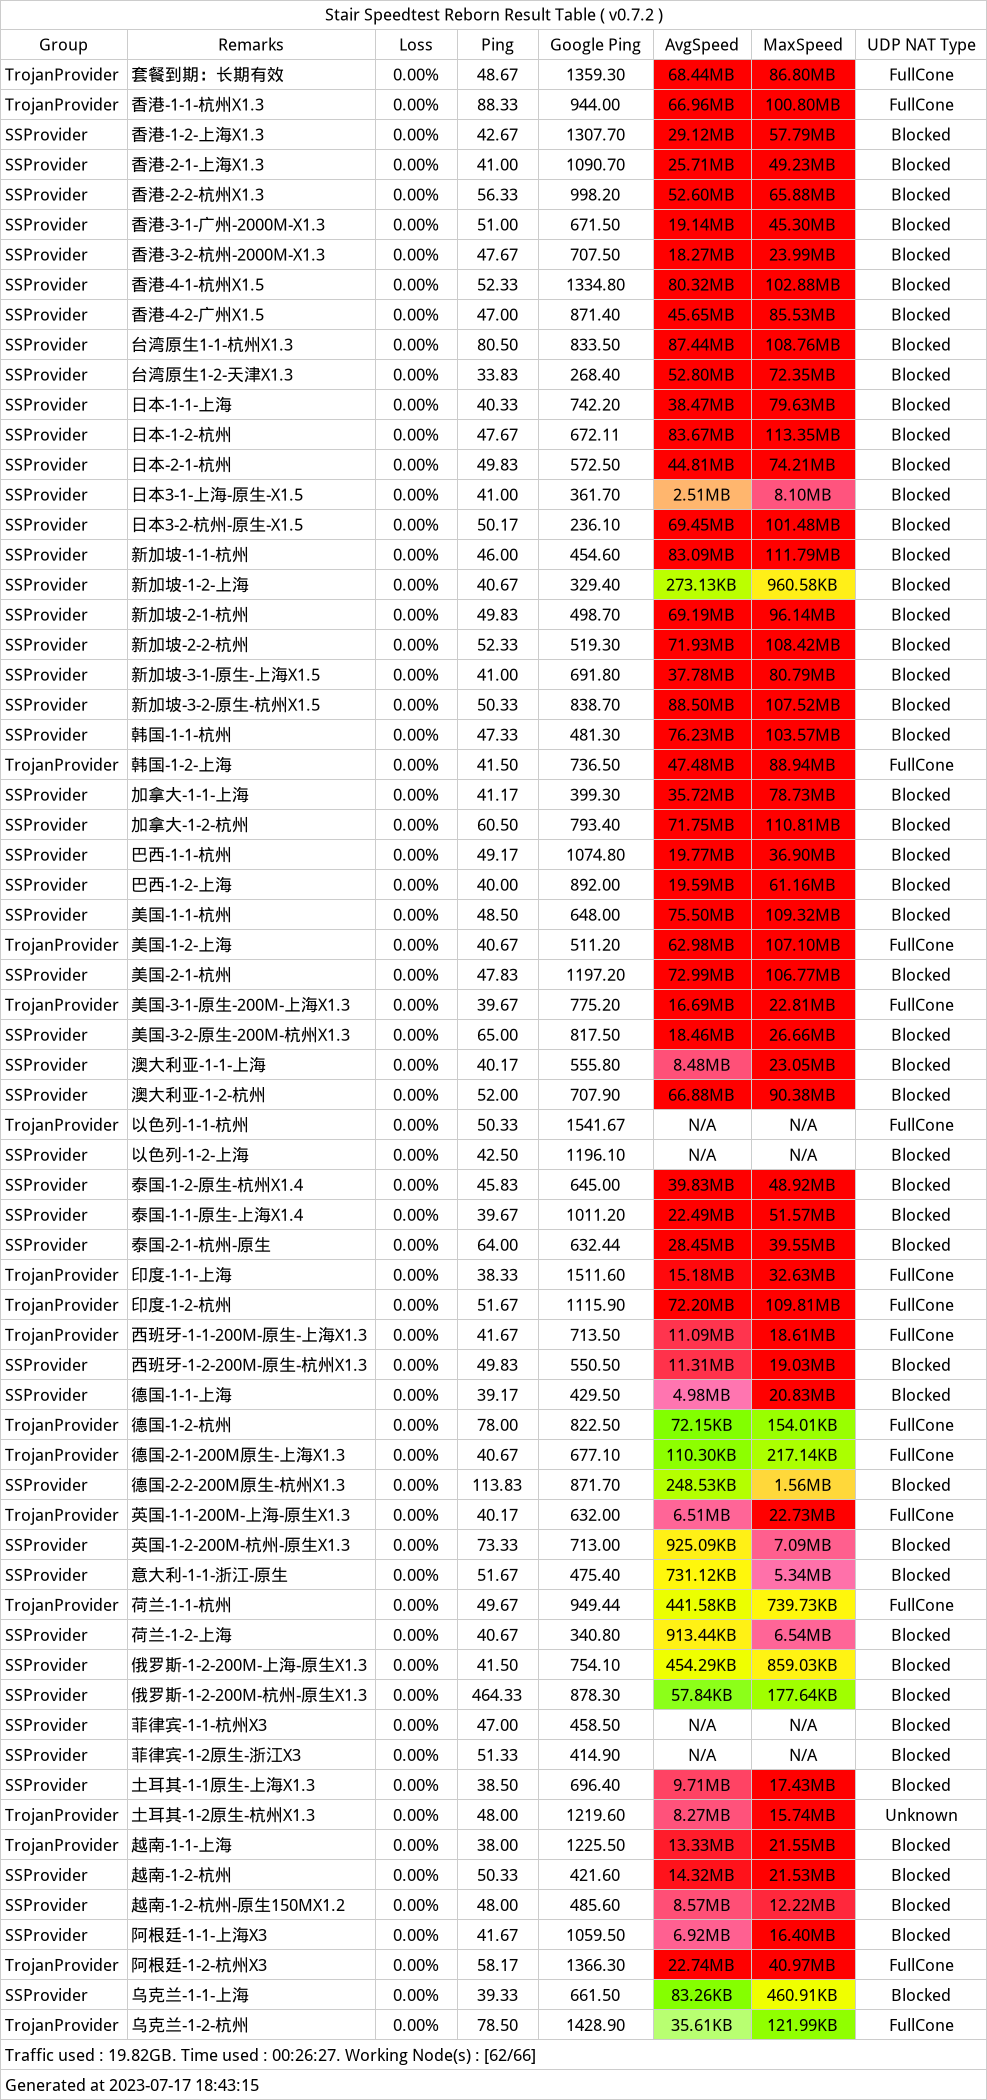 Stair Speedtest Reborn Result Table ( v0.7.2 )
Group Remarks Loss Ping Google Ping AvgSpeed MaxSpeed UDP NAT Type
TrojanProvider 套餐到期：长期有效 0.00% 48.67 1359.30 68.44MB 86.80MB FullCone
TrojanProvider 香港-1-1-杭州X1.3 0.00% 88.33 944.00 66.96MB 100.80MB FullCone
SSProvider 香港-1-2-上海X1.3 0.00% 42.67 1307.70 29.12MB 57.79MB Blocked
SSProvider 香港-2-1-上海X1.3 0.00% 41.00 1090.70 25.71MB 49.23MB Blocked
SSProvider 香港-2-2-杭州X1.3 0.00% 56.33 998.20 52.60MB 65.88MB Blocked
SSProvider 香港-3-1-广州-2000M-X1.3 0.00% 51.00 671.50 19.14MB 45.30MB Blocked
SSProvider 香港-3-2-杭州-2000M-X1.3 0.00% 47.67 707.50 18.27MB 23.99MB Blocked
SSProvider 香港-4-1-杭州X1.5 0.00% 52.33 1334.80 80.32MB 102.88MB Blocked
SSProvider 香港-4-2-广州X1.5 0.00% 47.00 871.40 45.65MB 85.53MB Blocked
SSProvider 台湾原生1-1-杭州X1.3 0.00% 80.50 833.50 87.44MB 108.76MB Blocked
SSProvider 台湾原生1-2-天津X1.3 0.00% 33.83 268.40 52.80MB 72.35MB Blocked
SSProvider 日本-1-1-上海 0.00% 40.33 742.20 38.47MB 79.63MB Blocked
SSProvider 日本-1-2-杭州 0.00% 47.67 672.11 83.67MB 113.35MB Blocked
SSProvider 日本-2-1-杭州 0.00% 49.83 572.50 44.81MB 74.21MB Blocked
SSProvider 日本3-1-上海-原生-X1.5 0.00% 41.00 361.70 2.51MB 8.10MB Blocked
SSProvider 日本3-2-杭州-原生-X1.5 0.00% 50.17 236.10 69.45MB 101.48MB Blocked
SSProvider 新加坡-1-1-杭州 0.00% 46.00 454.60 83.09MB 111.79MB Blocked
SSProvider 新加坡-1-2-上海 0.00% 40.67 329.40 273.13KB 960.58KB Blocked
SSProvider 新加坡-2-1-杭州 0.00% 49.83 498.70 69.19MB 96.14MB Blocked
SSProvider 新加坡-2-2-杭州 0.00% 52.33 519.30 71.93MB 108.42MB Blocked
SSProvider 新加坡-3-1-原生-上海X1.5 0.00% 41.00 691.80 37.78MB 80.79MB Blocked
SSProvider 新加坡-3-2-原生-杭州X1.5 0.00% 50.33 838.70 88.50MB 107.52MB Blocked
SSProvider 韩国-1-1-杭州 0.00% 47.33 481.30 76.23MB 103.57MB Blocked
TrojanProvider 韩国-1-2-上海 0.00% 41.50 736.50 47.48MB 88.94MB FullCone
SSProvider 加拿大-1-1-上海 0.00% 41.17 399.30 35.72MB 78.73MB Blocked
SSProvider 加拿大-1-2-杭州 0.00% 60.50 793.40 71.75MB 110.81MB Blocked
SSProvider 巴西-1-1-杭州 0.00% 49.17 1074.80 19.77MB 36.90MB Blocked
SSProvider 巴西-1-2-上海 0.00% 40.00 892.00 19.59MB 61.16MB Blocked
SSProvider 美国-1-1-杭州 0.00% 48.50 648.00 75.50MB 109.32MB Blocked
TrojanProvider 美国-1-2-上海 0.00% 40.67 511.20 62.98MB 107.10MB FullCone
SSProvider 美国-2-1-杭州 0.00% 47.83 1197.20 72.99MB 106.77MB Blocked
TrojanProvider 美国-3-1-原生-200M-上海X1.3 0.00% 39.67 775.20 16.69MB 22.81MB FullCone
SSProvider 美国-3-2-原生-200M-杭州X1.3 0.00% 65.00 817.50 18.46MB 26.66MB Blocked
SSProvider 澳大利亚-1-1-上海 0.00% 40.17 555.80 8.48MB 23.05MB Blocked
SSProvider 澳大利亚-1-2-杭州 0.00% 52.00 707.90 66.88MB 90.38MB Blocked
TrojanProvider 以色列-1-1-杭州 0.00% 50.33 1541.67 N/A N/A FullCone
SSProvider 以色列-1-2-上海 0.00% 42.50 1196.10 N/A N/A Blocked
SSProvider 泰国-1-2-原生-杭州X1.4 0.00% 45.83 645.00 39.83MB 48.92MB Blocked
SSProvider 泰国-1-1-原生-上海X1.4 0.00% 39.67 1011.20 22.49MB 51.57MB Blocked
SSProvider 泰国-2-1-杭州-原生 0.00% 64.00 632.44 28.45MB 39.55MB Blocked
TrojanProvider 印度-1-1-上海 0.00% 38.33 1511.60 15.18MB 32.63MB FullCone
TrojanProvider 印度-1-2-杭州 0.00% 51.67 1115.90 72.20MB 109.81MB FullCone
TrojanProvider 西班牙-1-1-200M-原生-上海X1.3 0.00% 41.67 713.50 11.09MB 18.61MB FullCone
SSProvider 西班牙-1-2-200M-原生-杭州X1.3 0.00% 49.83 550.50 11.31MB 19.03MB Blocked
SSProvider 德国-1-1-上海 0.00% 39.17 429.50 4.98MB 20.83MB Blocked
TrojanProvider 德国-1-2-杭州 0.00% 78.00 822.50 72.15KB 154.01KB FullCone
TrojanProvider 德国-2-1-200M原生-上海X1.3 0.00% 40.67 677.10 110.30KB 217.14KB FullCone
SSProvider 德国-2-2-200M原生-杭州X1.3 0.00% 113.83 871.70 248.53KB 1.56MB Blocked
TrojanProvider 英国-1-1-200M-上海-原生X1.3 0.00% 40.17 632.00 6.51MB 22.73MB FullCone
SSProvider 英国-1-2-200M-杭州-原生X1.3 0.00% 73.33 713.00 925.09KB 7.09MB Blocked
SSProvider 意大利-1-1-浙江-原生 0.00% 51.67 475.40 731.12KB 5.34MB Blocked
TrojanProvider 荷兰-1-1-杭州 0.00% 49.67 949.44 441.58KB 739.73KB FullCone
SSProvider 荷兰-1-2-上海 0.00% 40.67 340.80 913.44KB 6.54MB Blocked
SSProvider 俄罗斯-1-2-200M-上海-原生X1.3 0.00% 41.50 754.10 454.29KB 859.03KB Blocked
SSProvider 俄罗斯-1-2-200M-杭州-原生X1.3 0.00% 464.33 878.30 57.84KB 177.64KB Blocked
SSProvider 菲律宾-1-1-杭州X3 0.00% 47.00 458.50 N/A N/A Blocked
SSProvider 菲律宾-1-2原生-浙江X3 0.00% 51.33 414.90 N/A N/A Blocked
SSProvider 土耳其-1-1原生-上海X1.3 0.00% 38.50 696.40 9.71MB 17.43MB Blocked
TrojanProvider 土耳其-1-2原生-杭州X1.3 0.00% 48.00 1219.60 8.27MB 15.74MB Unknown
TrojanProvider 越南-1-1-上海 0.00% 38.00 1225.50 13.33MB 21.55MB Blocked
SSProvider 越南-1-2-杭州 0.00% 50.33 421.60 14.32MB 21.53MB Blocked
SSProvider 越南-1-2-杭州-原生150MX1.2 0.00% 48.00 485.60 8.57MB 12.22MB Blocked
SSProvider 阿根廷-1-1-上海X3 0.00% 41.67 1059.50 6.92MB 16.40MB Blocked
TrojanProvider 阿根廷-1-2-杭州X3 0.00% 58.17 1366.30 22.74MB 40.97MB FullCone
SSProvider 乌克兰-1-1-上海 0.00% 39.33 661.50 83.26KB 460.91KB Blocked
TrojanProvider 乌克兰-1-2-杭州 0.00% 78.50 1428.90 35.61KB 121.99KB FullCone
Traffic used : 19.82GB. Time used : 00:26:27. Working Node(s) : [62/66]
Generated at 2023-07-17 18:43:15